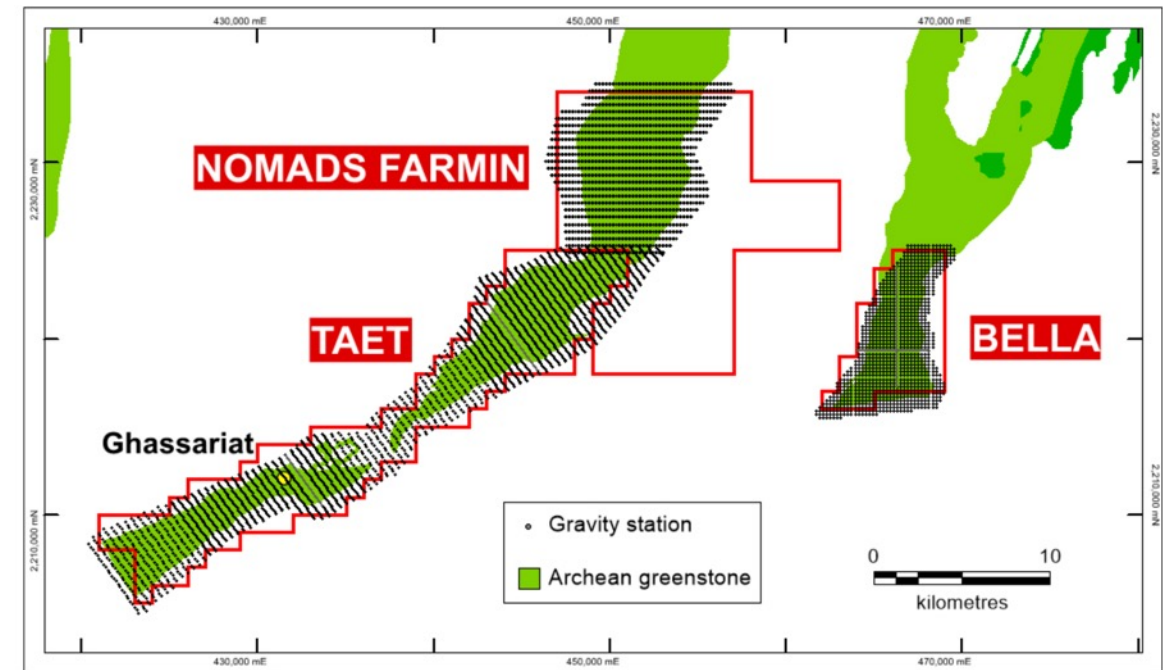 430,000 mE
450,000 mE
470,000 mE
2,230,000 mN
2,230,000 mN
NOMADS FARMIN
TAET
BELLA
Ghassariat
2,210,000 mN
2,210,000 mN
Gravity station
Archean greenstone
0 10
kilometres
430,000 mE
450,000 mE
470,000 mE